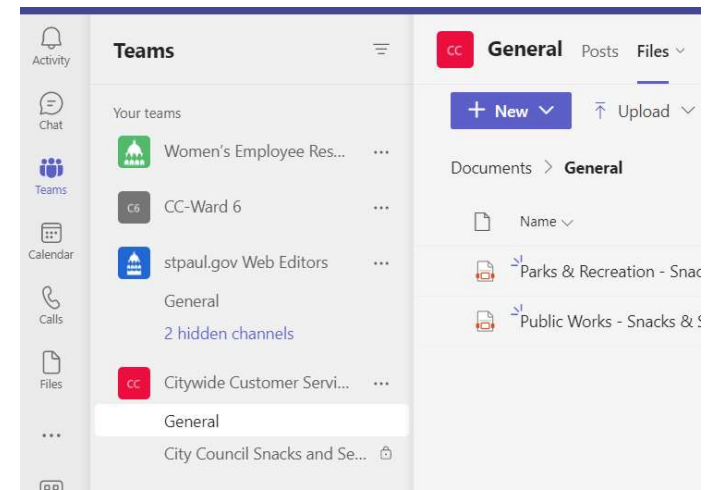 Activity
Chat
Teams
Calendar
Calls
Files
Teams
Your teams
Women's Employee Res...
C6 CC-Ward 6
stpaul.gov Web Editors
General
2 hidden channels
CC Citywide Customer Servi...
General
City Council Snacks and Se...
CC General Posts Files
+ New Upload
Documents > General
Name
Parks & Recreation - Snac
Public Works - Snacks & S